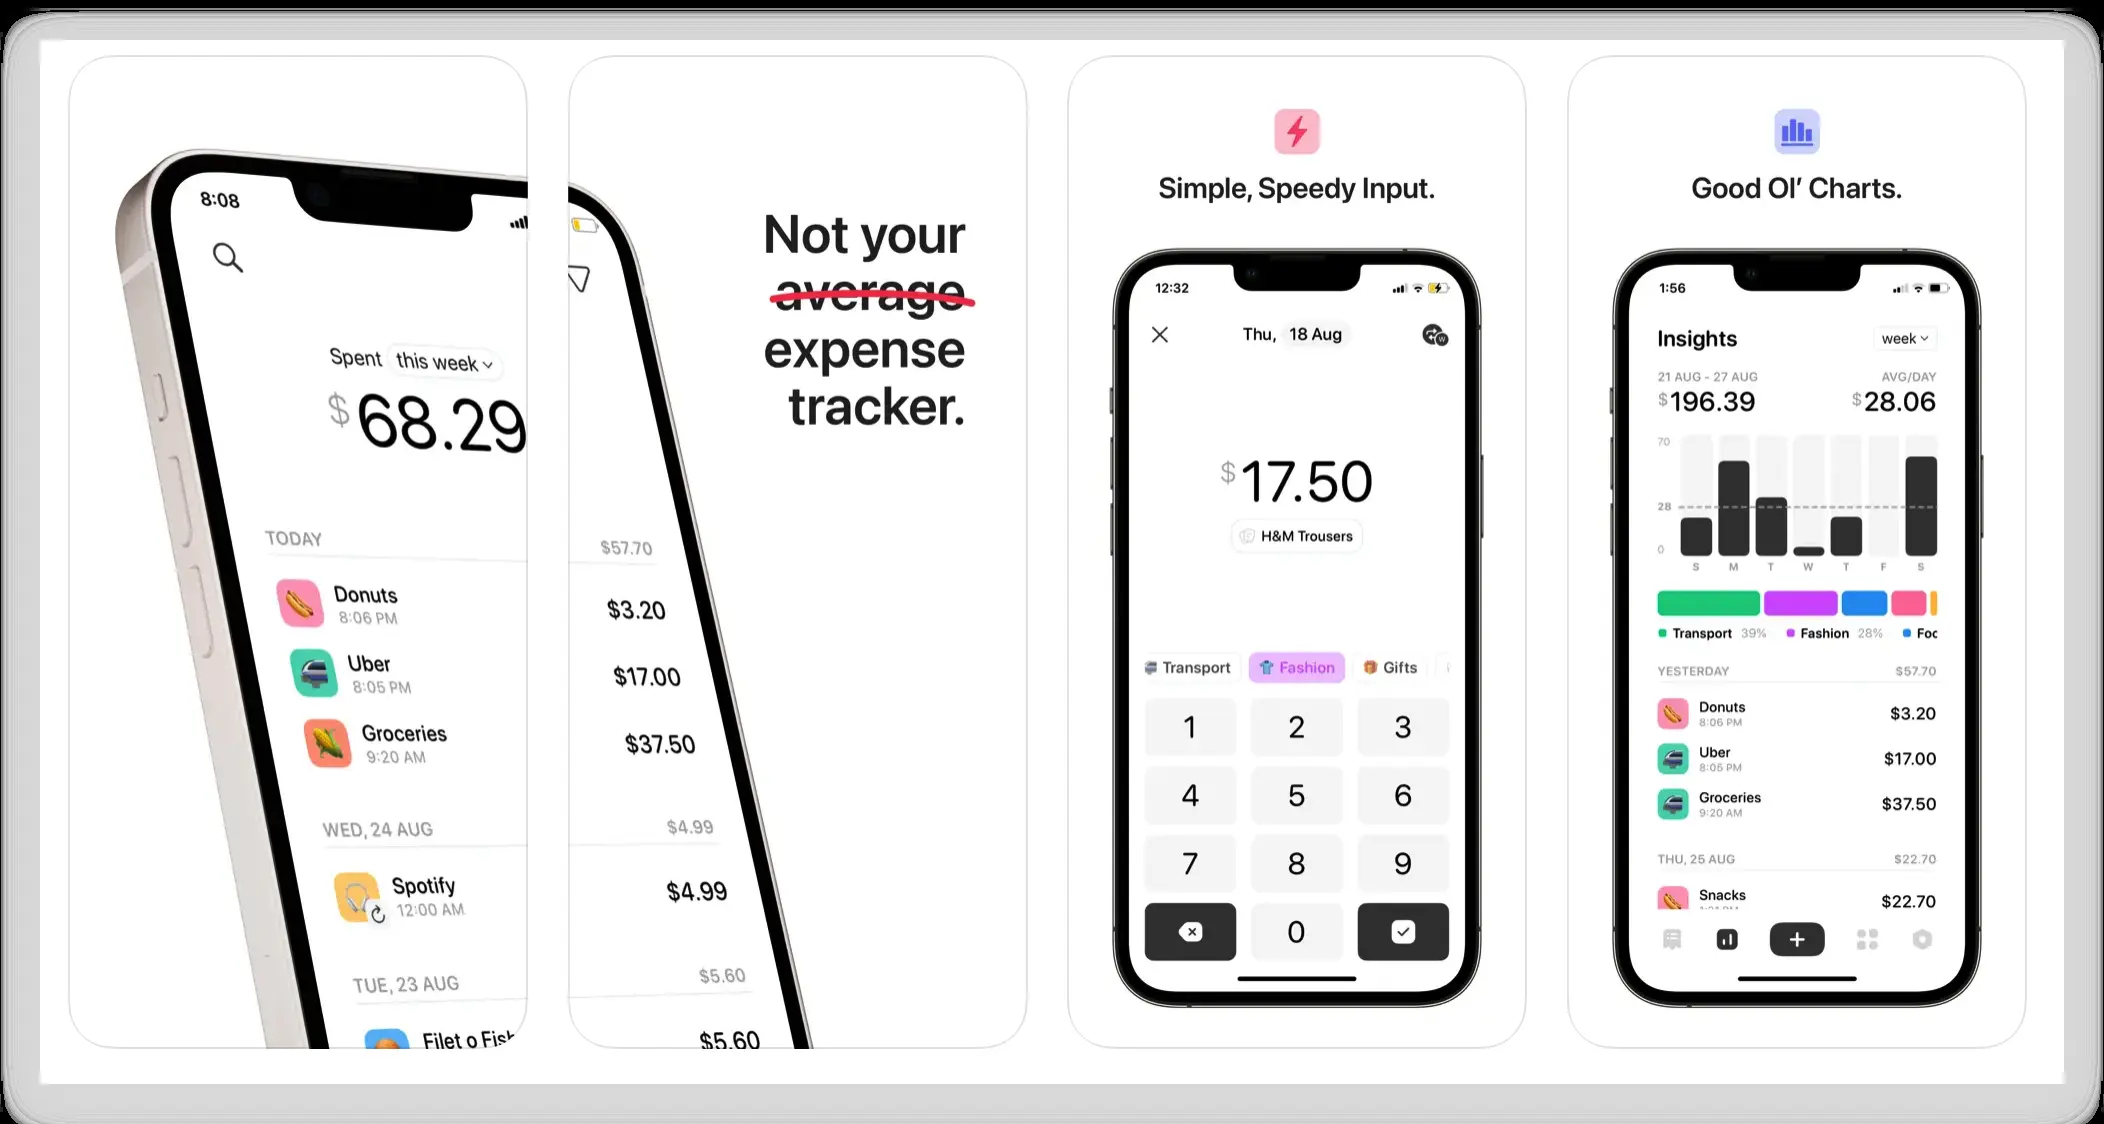 8:08
Spent this week
$68.29
TODAY $57.70
Donuts $3.20
8:06 PM
Uber $17.00
8:05 PM
Groceries $37.50
9:20 AM
WED, 24 AUG $4.99
Spotify $4.99
12:00 AM
TUE, 23 AUG $5.60
Filet o Fish $5.60
Not your
average
expense
tracker.
Simple, Speedy Input.
12:32
Thu, 18 Aug
W
$17.50
H&M Trousers
Transport Fashion Gifts
1 2 3
4 5 6
7 8 9
0
Good Ol’ Charts.
1:56
Insights week
21 AUG - 27 AUG AVG/DAY
$196.39 $28.06
70
28
0
S M T W T F S
Transport 39% Fashion 28% Foo
YESTERDAY $57.70
Donuts $3.20
8:06 PM
Uber $17.00
8:05 PM
Groceries $37.50
9:20 AM
THU, 25 AUG $22.70
Snacks $22.70